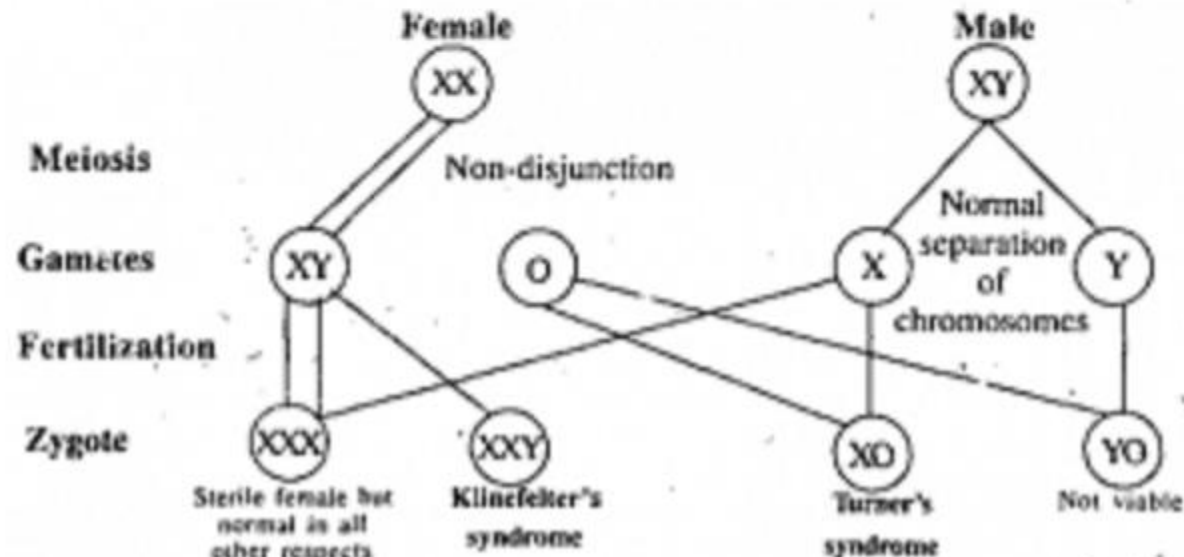 Female Male
XX XY
Meiosis
Non-disjunction
Normal
separation
of
chromosomes
Gametes
XY O X Y
Fertilization
Zygote
XXX XXY XO YO
Sterile female but
normal in all
other respects
Klinefelter's
syndrome
Turner's
syndrome
Not viable